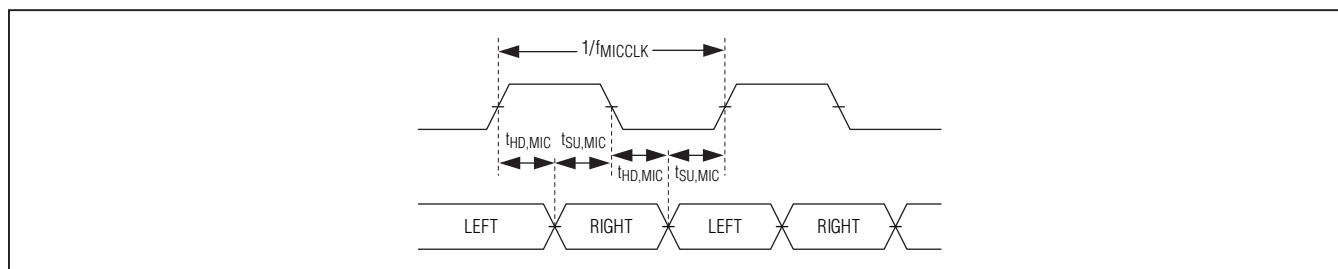 1/fMICCLK
tHD,MIC tSU,MIC
tHD,MIC tSU,MIC
LEFT RIGHT LEFT RIGHT